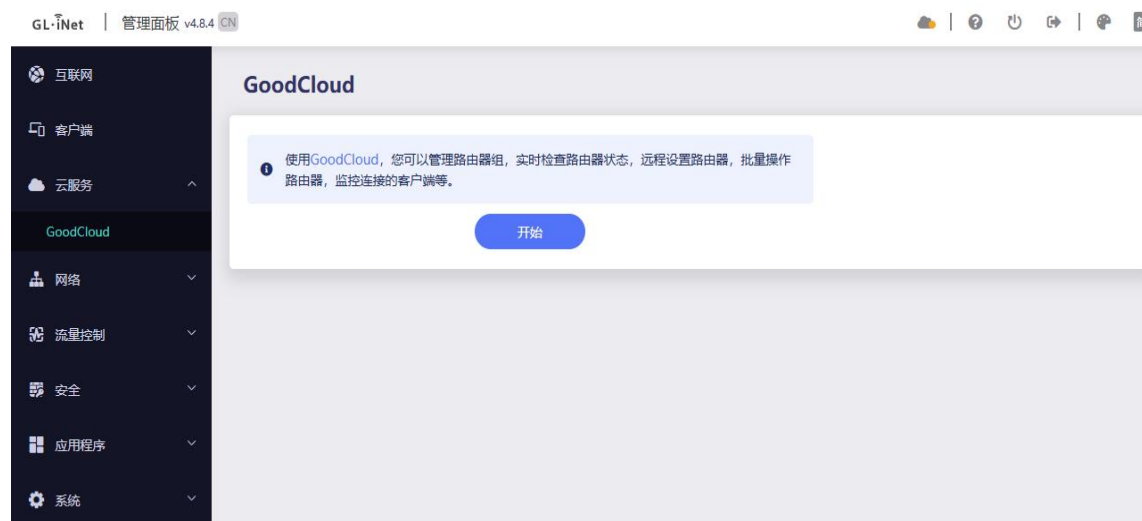 GL·iNet 管理面板 v4.8.4 CN
互联网
客户端
云服务
GoodCloud
网络
流量控制
安全
应用程序
系统
GoodCloud
使用GoodCloud，您可以管理路由器组，实时检查路由器状态，远程设置路由器，批量操作
路由器，监控连接的客户端等。
开始